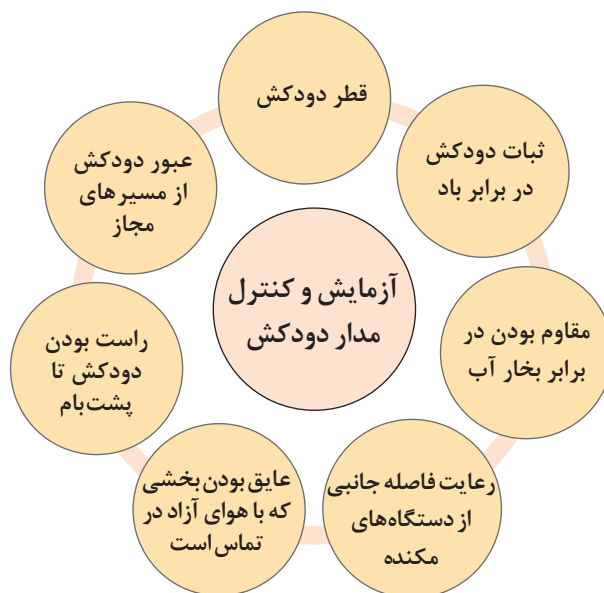 قطر دودکش
ثبات دودکش
در برابر باد
مقاوم بودن در
برابر بخار آب
رعایت فاصله جانبی
از دستگاه‌های
مکنده
عایق بودن بخشی
که با هوای آزاد در
تماس است
راست بودن
دودکش تا
پشت‌بام
عبور دودکش
از مسیرهای
مجاز
آزمایش و کنترل
مدار دودکش